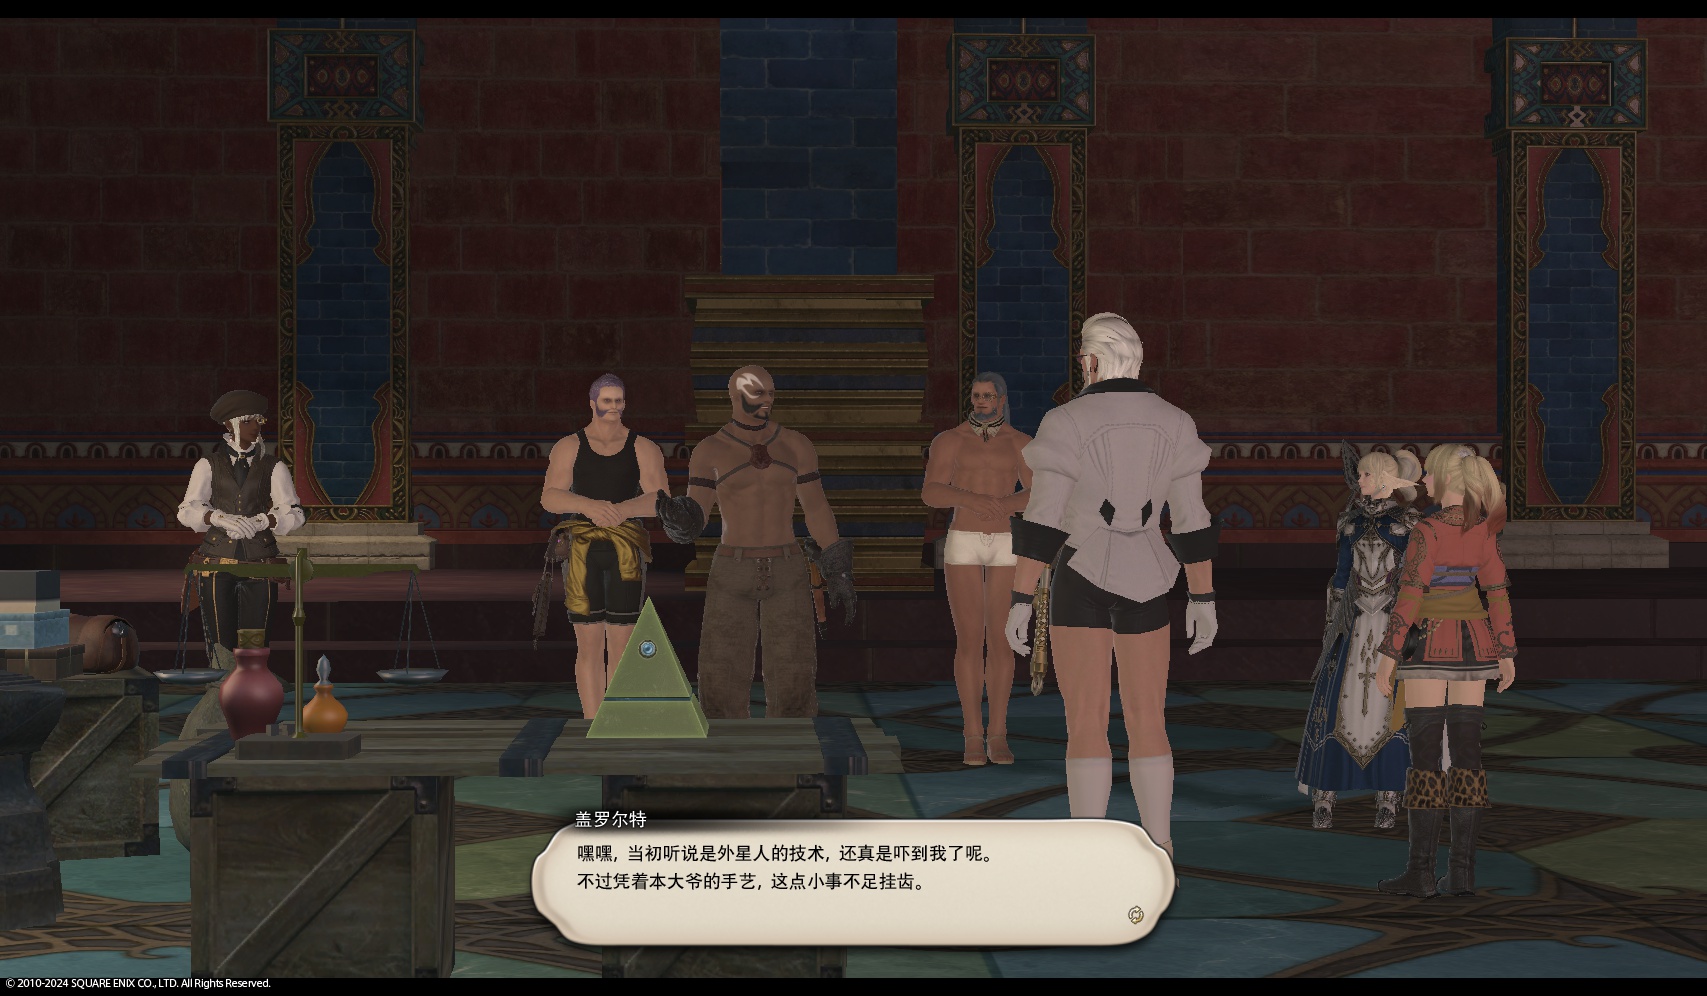 盖罗尔特
嘿嘿，当初听说是外星人的技术，还真是吓到我了呢。
不过凭着本大爷的手艺，这点小事不足挂齿。
© 2010-2024 SQUARE ENIX CO., LTD. All Rights Reserved.